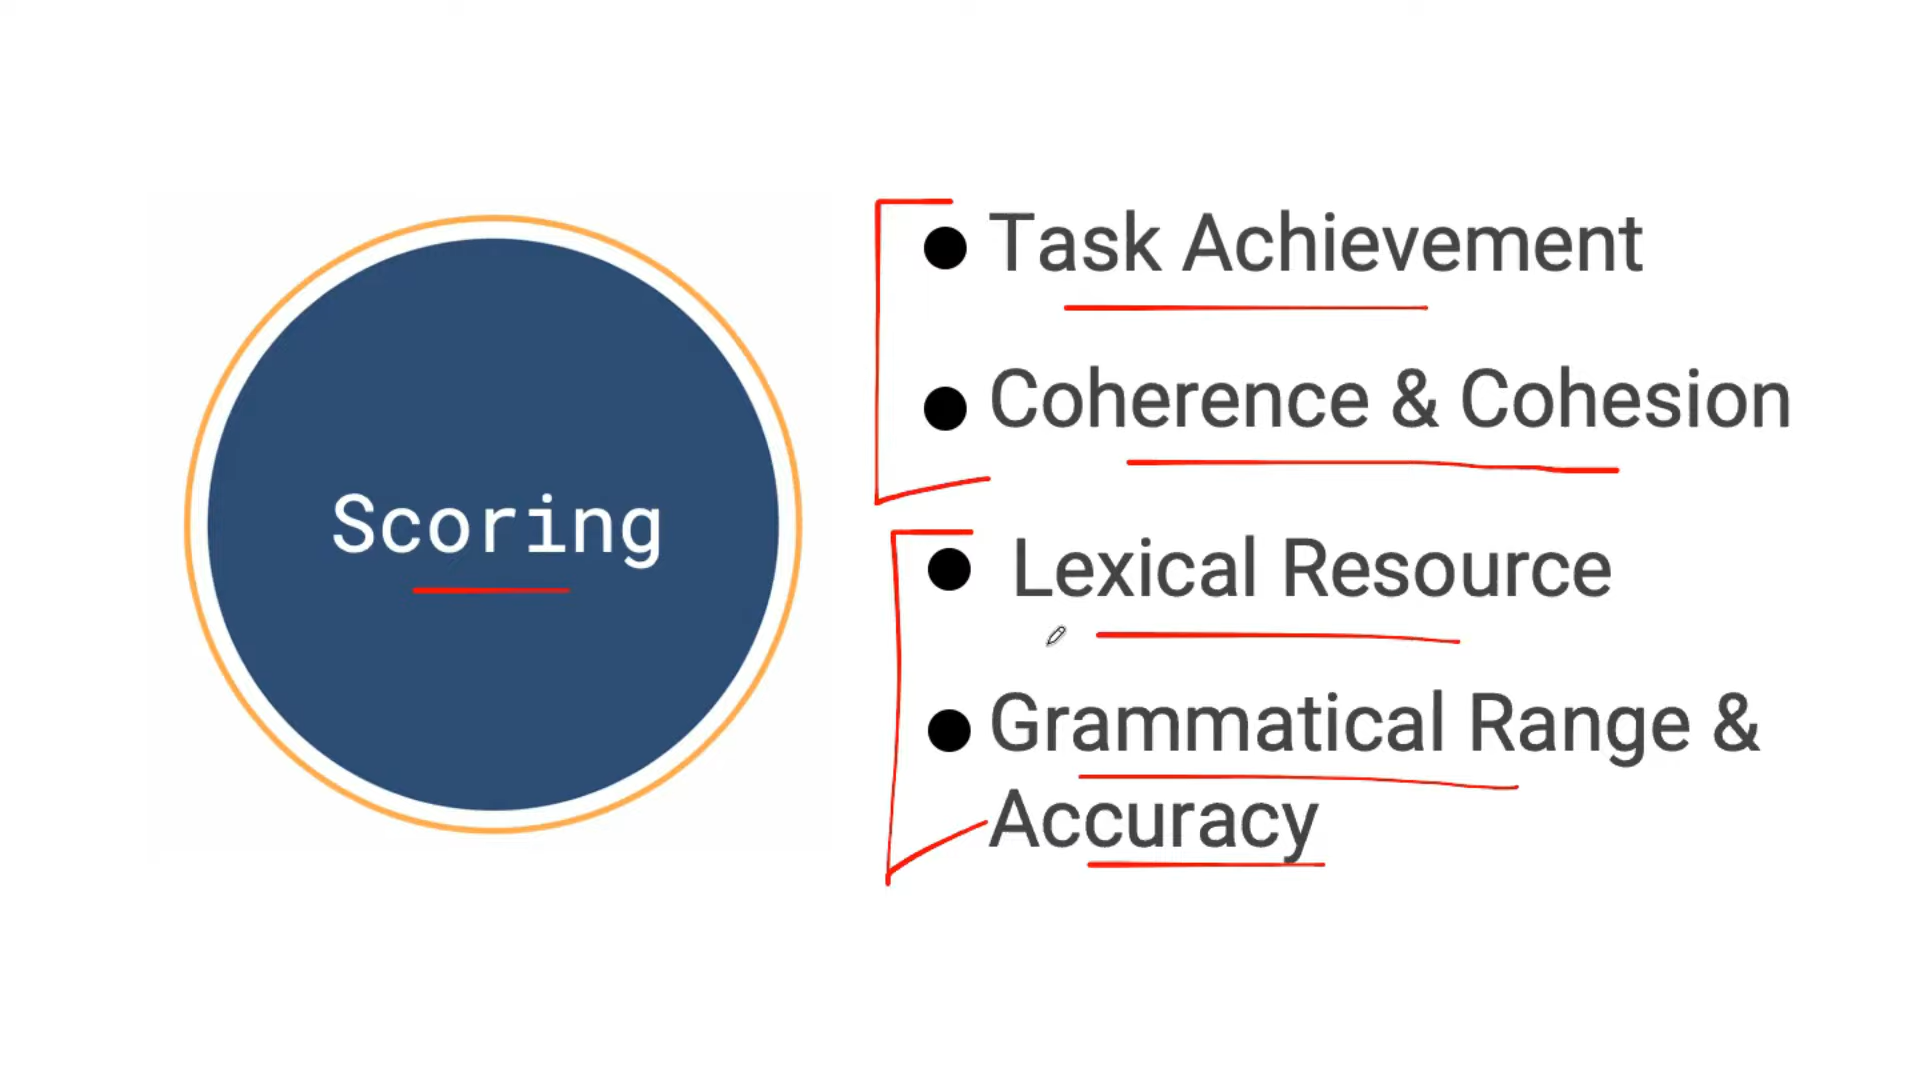 Scoring
Task Achievement
Coherence & Cohesion
Lexical Resource
Grammatical Range &
Accuracy